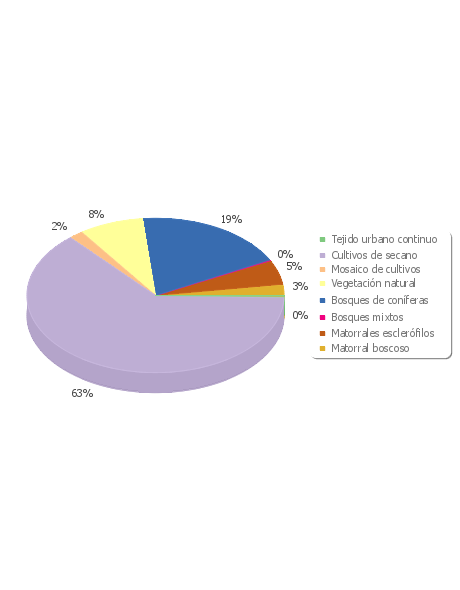 8%
19%
2%
0%
5%
3%
0%
63%
Tejido urbano continuo
Cultivos de secano
Mosaico de cultivos
Vegetación natural
Bosques de coníferas
Bosques mixtos
Matorrales esclerófilos
Matorral boscoso